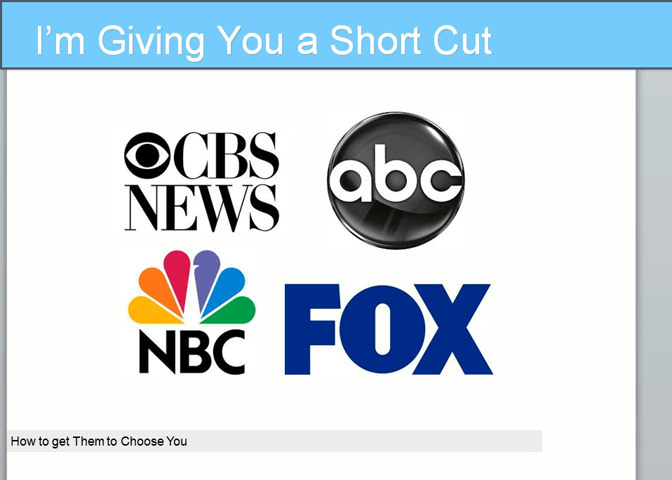 I'm Giving You a Short Cut
CBS
NEWS
abc
NBC
FOX
How to get Them to Choose You